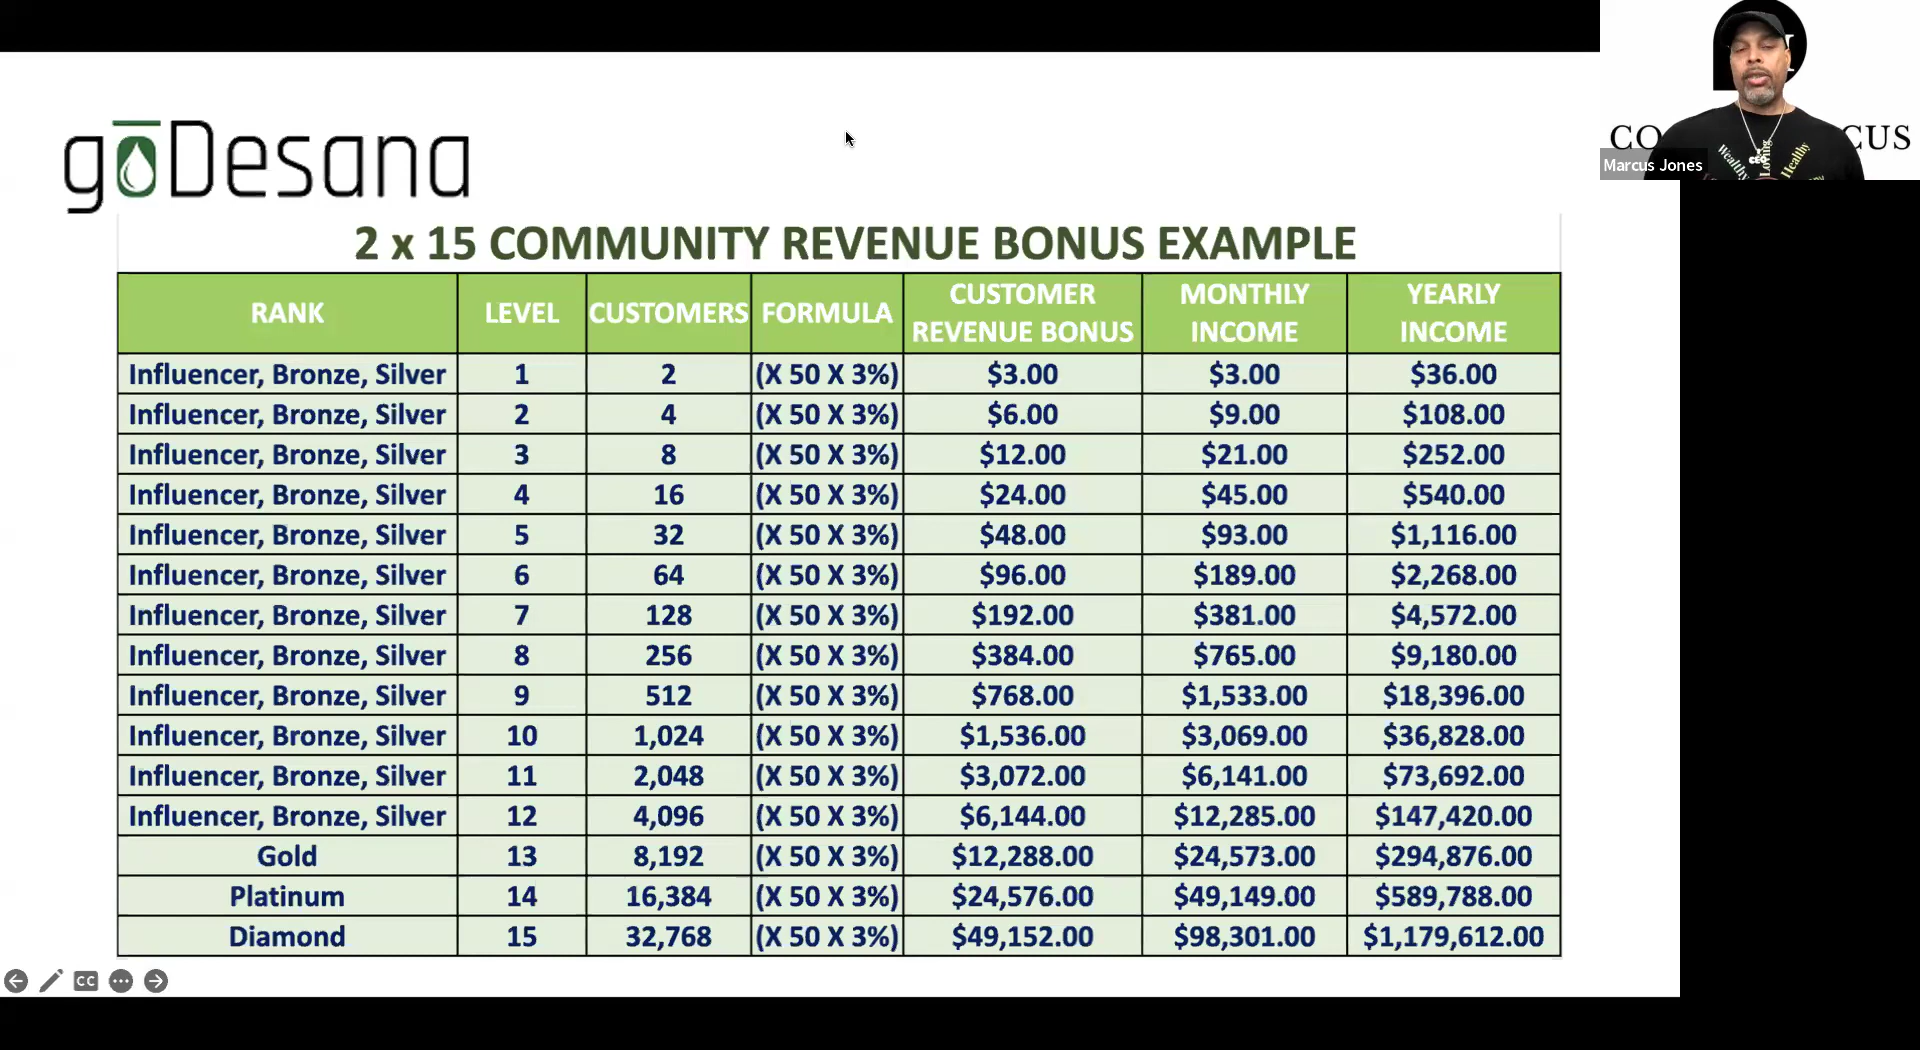 gōDesana
2 x 15 COMMUNITY REVENUE BONUS EXAMPLE
RANK LEVEL CUSTOMERS FORMULA CUSTOMER REVENUE BONUS MONTHLY INCOME YEARLY INCOME
Influencer, Bronze, Silver 1 2 (X 50 X 3%) $3.00 $3.00 $36.00
Influencer, Bronze, Silver 2 4 (X 50 X 3%) $6.00 $9.00 $108.00
Influencer, Bronze, Silver 3 8 (X 50 X 3%) $12.00 $21.00 $252.00
Influencer, Bronze, Silver 4 16 (X 50 X 3%) $24.00 $45.00 $540.00
Influencer, Bronze, Silver 5 32 (X 50 X 3%) $48.00 $93.00 $1,116.00
Influencer, Bronze, Silver 6 64 (X 50 X 3%) $96.00 $189.00 $2,268.00
Influencer, Bronze, Silver 7 128 (X 50 X 3%) $192.00 $381.00 $4,572.00
Influencer, Bronze, Silver 8 256 (X 50 X 3%) $384.00 $765.00 $9,180.00
Influencer, Bronze, Silver 9 512 (X 50 X 3%) $768.00 $1,533.00 $18,396.00
Influencer, Bronze, Silver 10 1,024 (X 50 X 3%) $1,536.00 $3,069.00 $36,828.00
Influencer, Bronze, Silver 11 2,048 (X 50 X 3%) $3,072.00 $6,141.00 $73,692.00
Influencer, Bronze, Silver 12 4,096 (X 50 X 3%) $6,144.00 $12,285.00 $147,420.00
Gold 13 8,192 (X 50 X 3%) $12,288.00 $24,573.00 $294,876.00
Platinum 14 16,384 (X 50 X 3%) $24,576.00 $49,149.00 $589,788.00
Diamond 15 32,768 (X 50 X 3%) $49,152.00 $98,301.00 $1,179,612.00
CC
CO CUS
Marcus Jones
Wealthy Loving Healthy
CEO